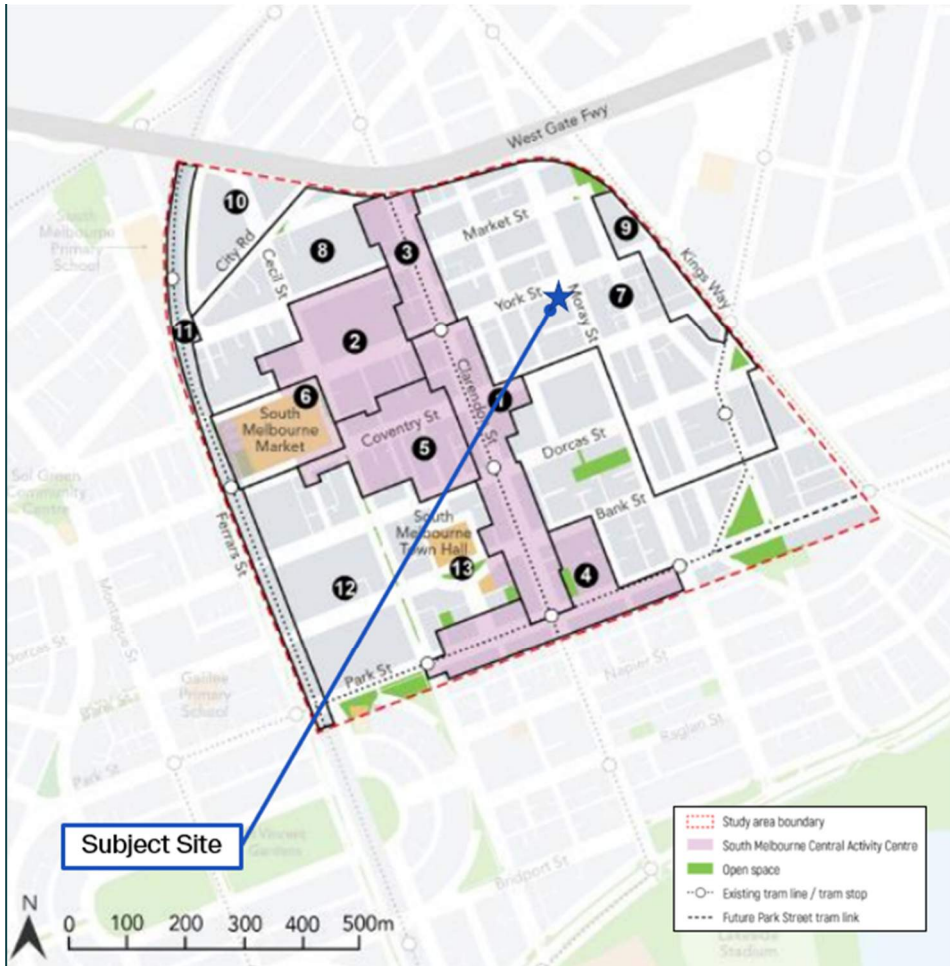 West Gate Fwy
South
Melbourne
Primary
School
10
City Rd
Cecil St
8
3
Market St
9
Kings Way
York St
Moray St
7
11
2
6
South
Melbourne
Market
Clarendon St
1
Coventry St
5
Dorcas St
Sol Green
Community
Centre
Ferrars St
Bank St
South
Melbourne
Town Hall
13
4
12
Montague St
Dorcas St
Park St
Napier St
Galilee
Primary
School
Raglan St
Park St
Subject Site
Vincent
Gardens
Bridport St
Lakeside
Stadium
N
0 100 200 300 400 500m
Study area boundary
South Melbourne Central Activity Centre
Open space
Existing tram line / tram stop
Future Park Street tram link